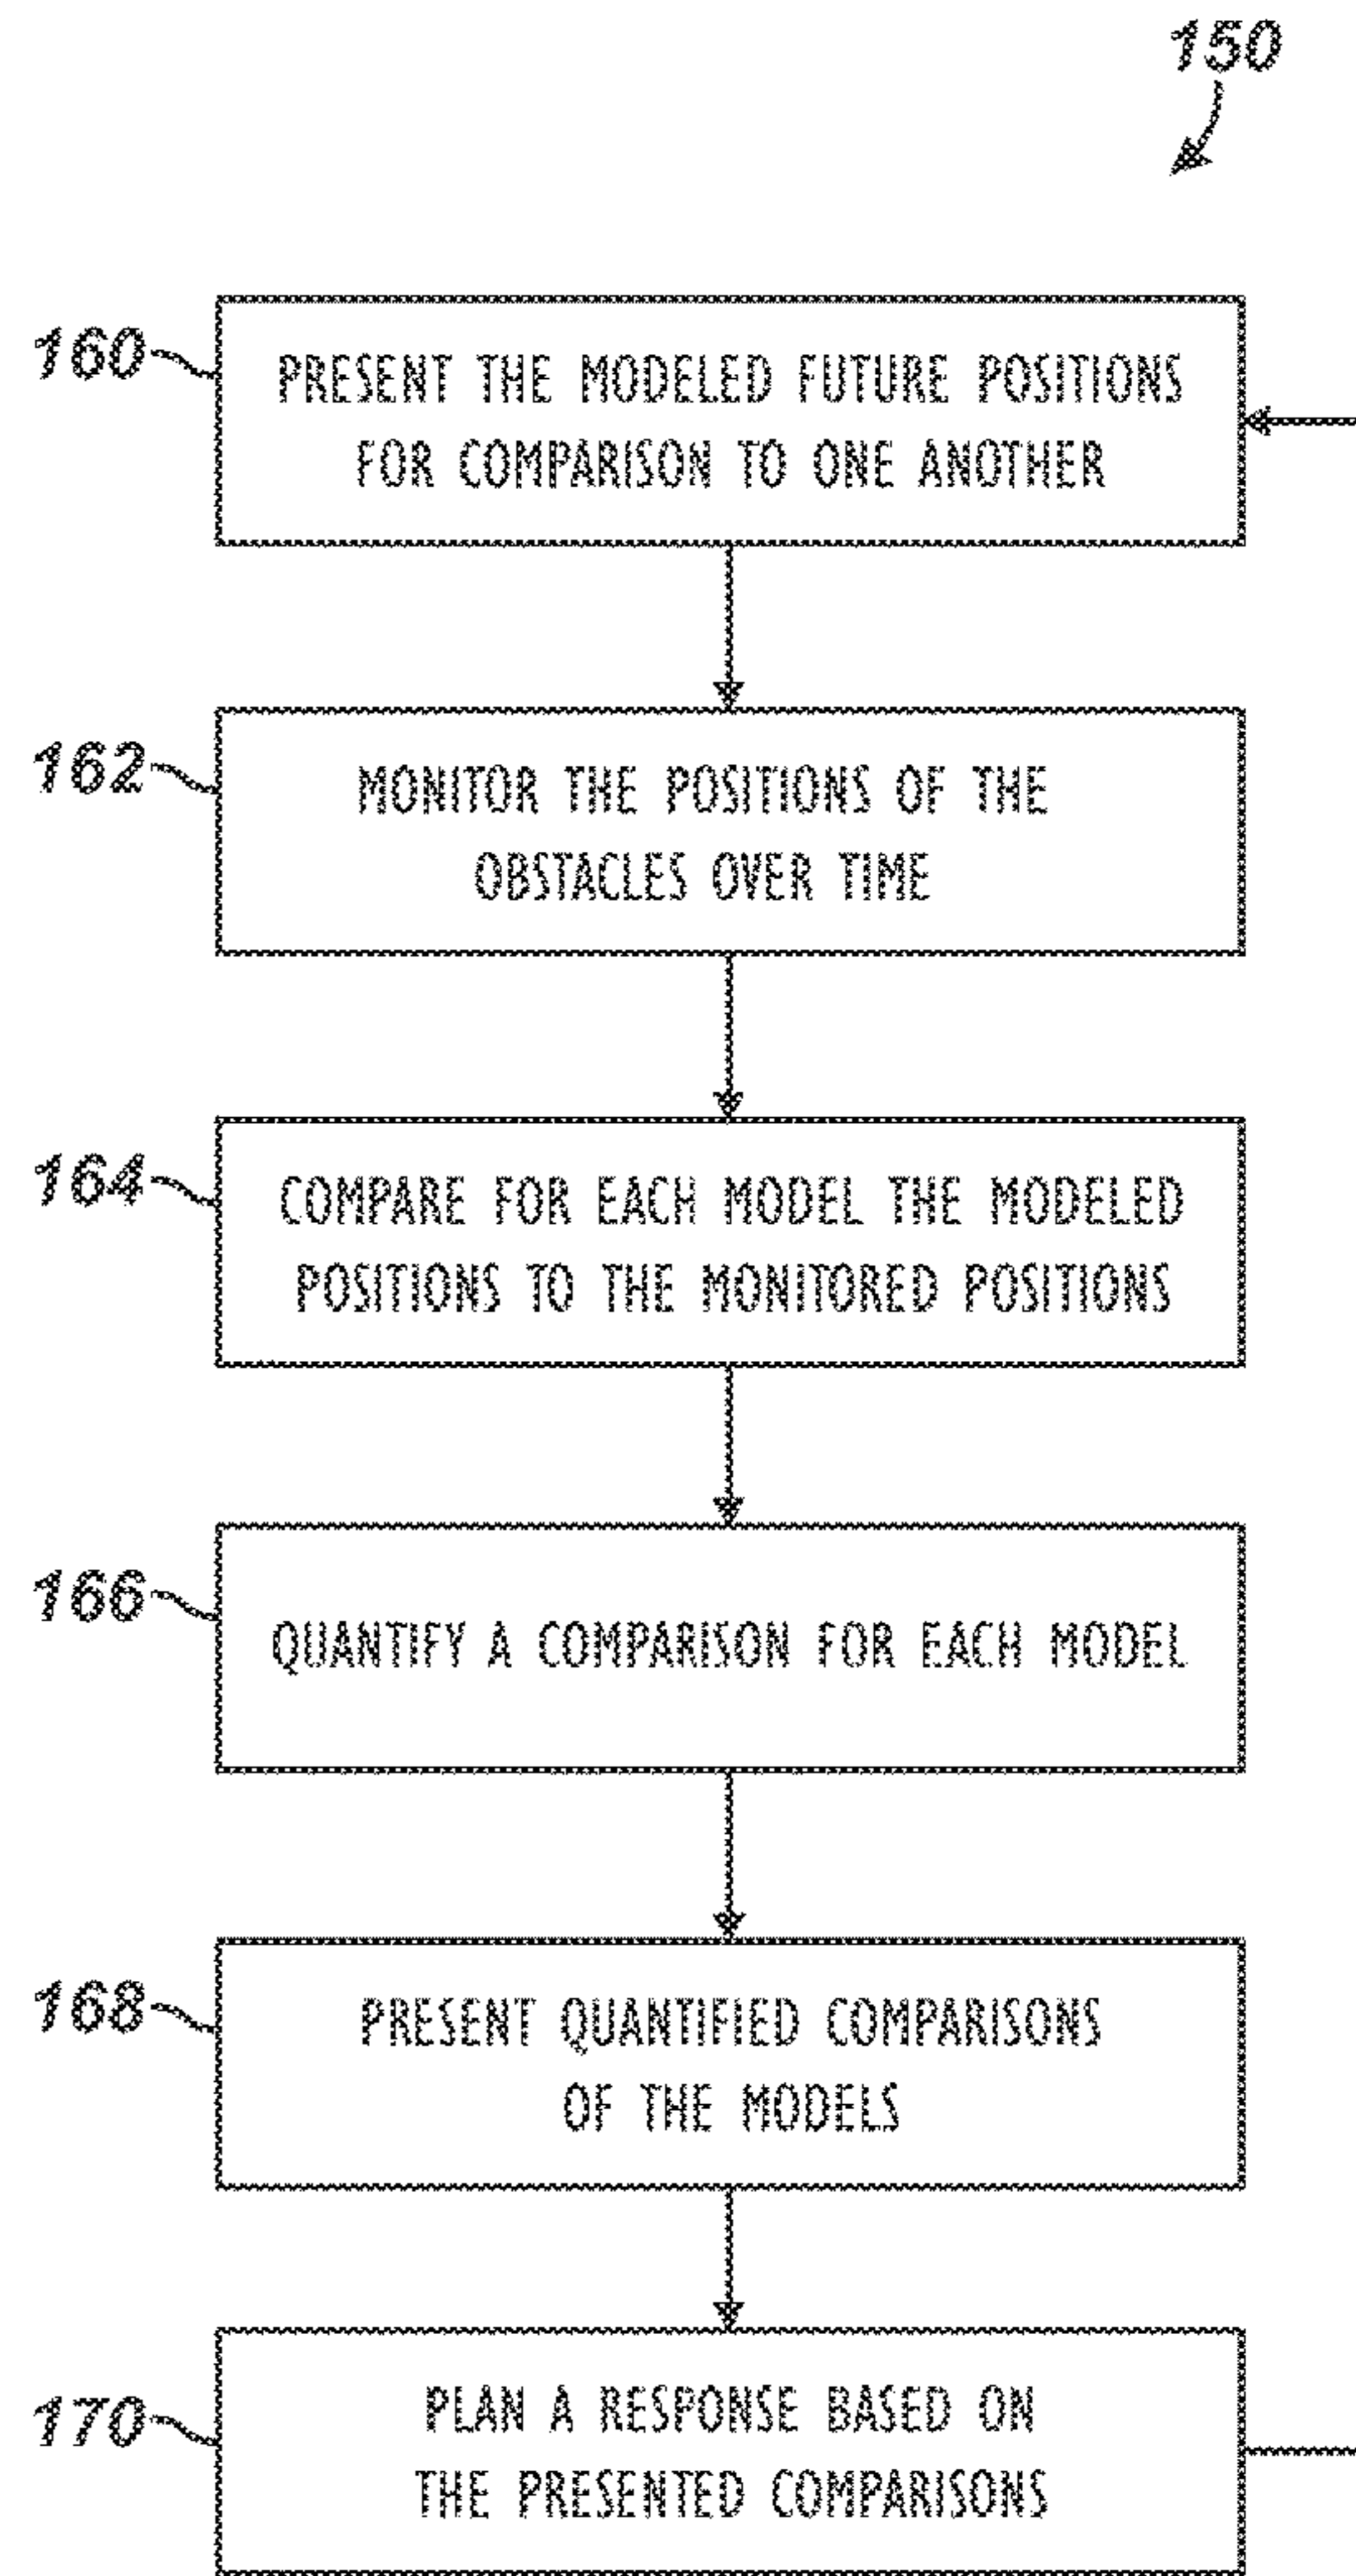 150
160
PRESENT THE MODELED FUTURE POSITIONS
FOR COMPARISON TO ONE ANOTHER
162
MONITOR THE POSITIONS OF THE
OBSTACLES OVER TIME
164
COMPARE FOR EACH MODEL THE MODELED
POSITIONS TO THE MONITORED POSITIONS
166
QUANTIFY A COMPARISON FOR EACH MODEL
168
PRESENT QUANTIFIED COMPARISONS
OF THE MODELS
170
PLAN A RESPONSE BASED ON
THE PRESENTED COMPARISONS